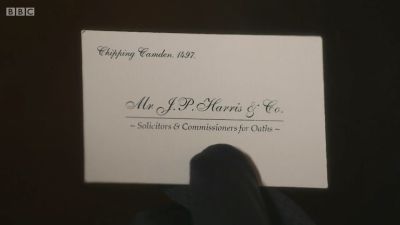 BBC
Chipping Camden. 1497.
Mr J.P. Harris & Co.
~ Solicitors & Commissioners for Oaths ~